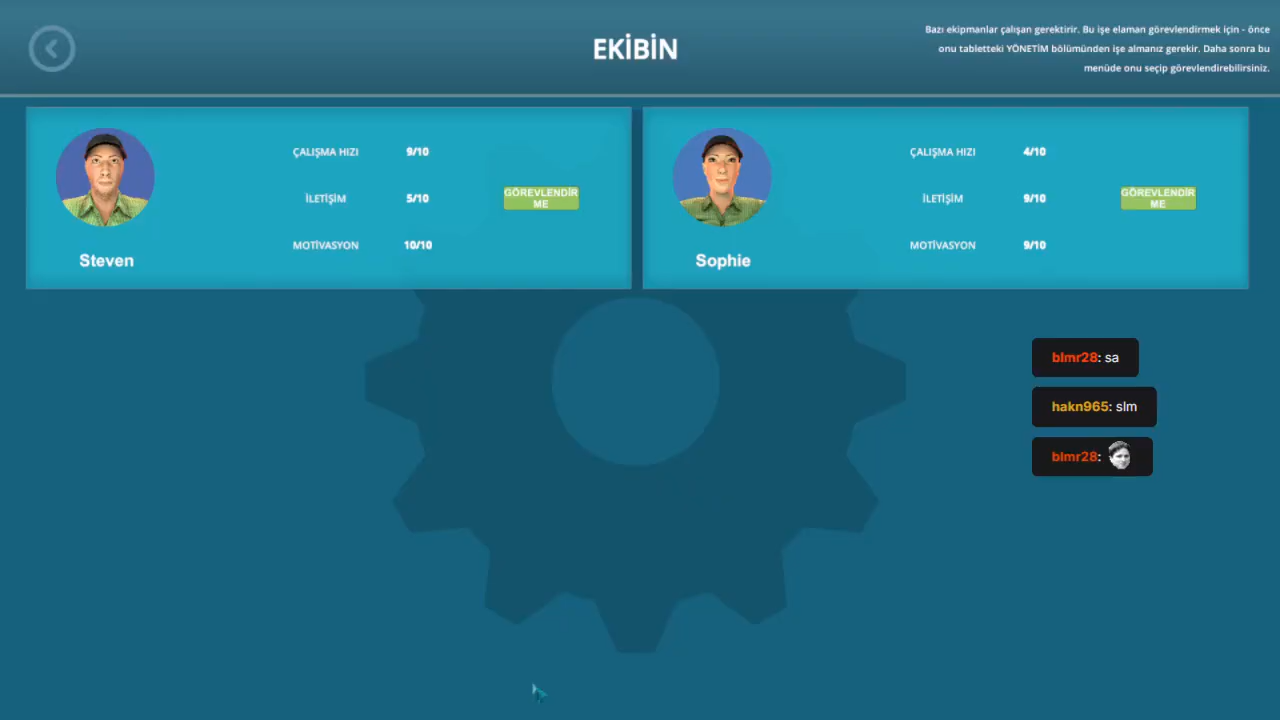 EKİBİN
Bazı ekipmanlar çalışan gerektirir. Bu işe elaman görevlendirmek için - önce
onu tabletteki YÖNETİM bölümünden işe almanız gerekir. Daha sonra bu
menüde onu seçip görevlendirebilirsiniz.
ÇALIŞMA HIZI 9/10
İLETİŞİM 5/10
GÖREVLENDİR
ME
MOTİVASYON 10/10
Steven
ÇALIŞMA HIZI 4/10
İLETİŞİM 9/10
GÖREVLENDİR
ME
MOTİVASYON 9/10
Sophie
blmr28: sa
hakn965: slm
blmr28: